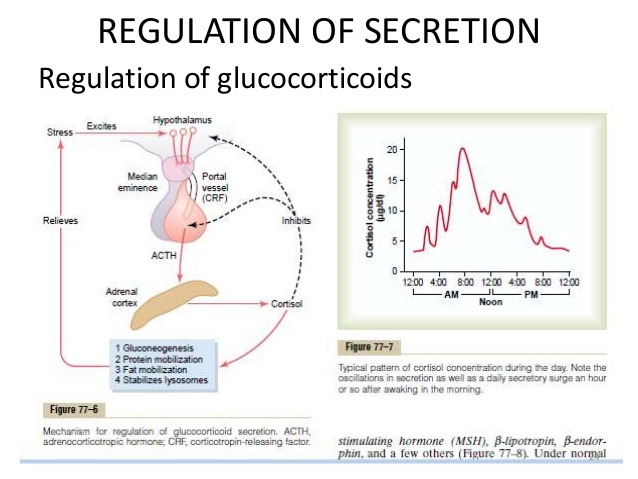 REGULATION OF SECRETION
Regulation of glucocorticoids
Hypothalamus
Excites
Stress
Median
eminence
Portal
vessel
(CRF)
Relieves
Inhibits
ACTH
Adrenal
cortex
Cortisol
1 Gluconeogenesis
2 Protein mobilization
3 Fat mobilization
4 Stabilizes lysosomes
Figure 77-6
Mechanism for regulation of glucocorticoid secretion. ACTH,
adrenocorticotropic hormone; CRF, corticotropin-releasing factor.
Cortisol concentration
(µg/dl)
20
15
10
5
0
12:00 4:00 8:00 12:00 4:00 8:00 12:00
AM PM
Noon
Figure 77-7
Typical pattern of cortisol concentration during the day. Note the
oscillations in secretion as well as a daily secretory surge an hour
or so after awaking in the morning.
stimulating hormone (MSH), β-lipotropin, β-endor-
phin, and a few others (Figure 77-8). Under normal